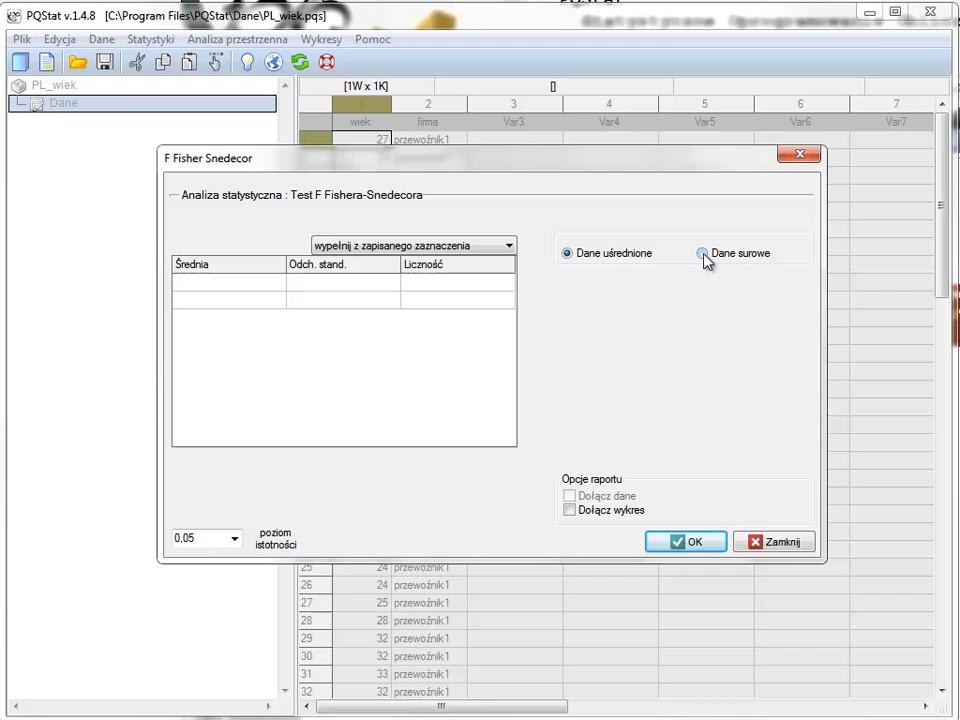 PQStat v.1.4.8   [C:\Program Files\PQStat\Dane\PL_wiek.pqs]
Plik Edycja Dane Statystyki Analiza przestrzenna Wykresy Pomoc
PL_wiek
Dane
[1W x 1K] []
1 2 3 4 5 6 7
wiek firma Var3 Var4 Var5 Var6 Var7
27 przewoźnik1
F Fisher Snedecor
Analiza statystyczna : Test F Fishera-Snedecora
wypełnij z zapisanego zaznaczenia
Dane uśrednione Dane surowe
Średnia Odch. stand. Liczność
Opcje raportu
Dołącz dane
Dołącz wykres
0.05 poziom istotności
OK Zamknij
25 24 przewoźnik1
26 24 przewoźnik1
27 25 przewoźnik1
28 28 przewoźnik1
29 32 przewoźnik1
30 32 przewoźnik1
31 33 przewoźnik1
32 32 przewoźnik1